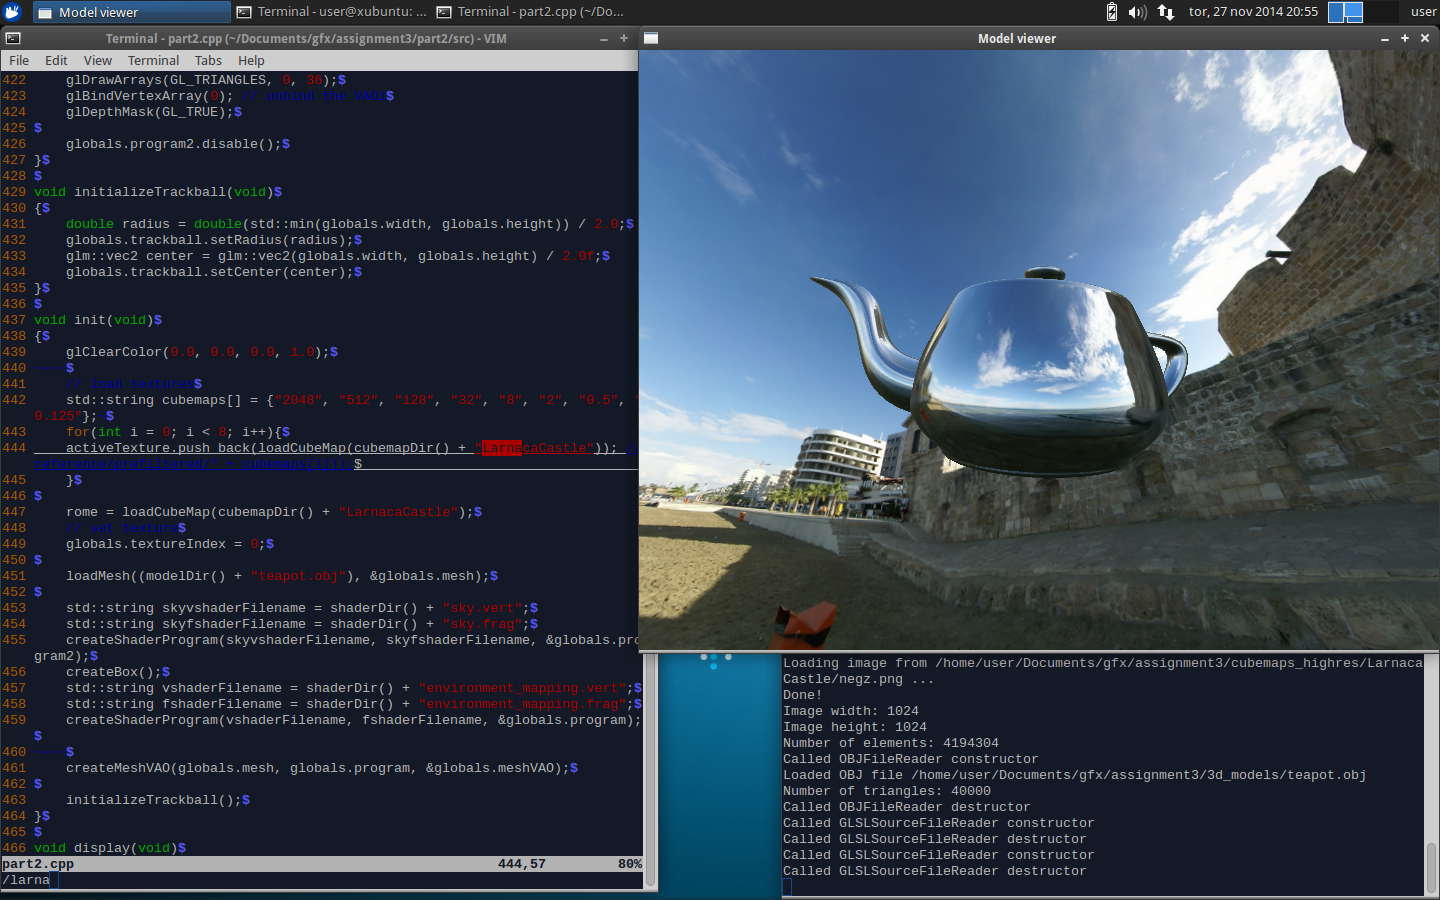 Model viewer
Terminal - user@xubuntu: ...
Terminal - part2.cpp (~/Do...
tor, 27 nov 2014 20:55
user
Terminal - part2.cpp (~/Documents/gfx/assignment3/part2/src) - VIM
File Edit View Terminal Tabs Help
422     glDrawArrays(GL_TRIANGLES, 0, 36);$
423     glBindVertexArray(0); // unbind the VAO$
424     glDepthMask(GL_TRUE);$
425 $
426     globals.program2.disable();$
427 }$
428 $
429 void initializeTrackball(void)$
430 {$
431     double radius = double(std::min(globals.width, globals.height)) / 2.0;$
432     globals.trackball.setRadius(radius);$
433     glm::vec2 center = glm::vec2(globals.width, globals.height) / 2.0f;$
434     globals.trackball.setCenter(center);$
435 }$
436 $
437 void init(void)$
438 {$
439     glClearColor(0.0, 0.0, 0.0, 1.0);$
440 $
441     // load textures$
442     std::string cubemaps[] = {"2048", "512", "128", "32", "8", "2", "0.5", "
0.125"}; $
443     for(int i = 0; i < 8; i++){$
444     activeTexture.push_back(loadCubeMap(cubemapDir() + "LarnacaCastle"));
$
445     }$
446 $
447     rome = loadCubeMap(cubemapDir() + "LarnacaCastle");$
448     // set texture$
449     globals.textureIndex = 0;$
450 $
451     loadMesh((modelDir() + "teapot.obj"), &globals.mesh);$
452 $
453     std::string skyvshaderFilename = shaderDir() + "sky.vert";$
454     std::string skyfshaderFilename = shaderDir() + "sky.frag";$
455     createShaderProgram(skyvshaderFilename, skyfshaderFilename, &globals.pro
gram2);$
456     createBox();$
457     std::string vshaderFilename = shaderDir() + "environment_mapping.vert";$
458     std::string fshaderFilename = shaderDir() + "environment_mapping.frag";$
459     createShaderProgram(vshaderFilename, fshaderFilename, &globals.program);
$
460 $
461     createMeshVAO(globals.mesh, globals.program, &globals.meshVAO);$
462 $
463     initializeTrackball();$
464 }$
465 $
466 void display(void)$
part2.cpp 444,57 80%
/larna
Model viewer
Loading image from /home/user/Documents/gfx/assignment3/cubemaps_highres/Larnaca
Castle/negz.png ...
Done!
Image width: 1024
Image height: 1024
Number of elements: 4194304
Called OBJFileReader constructor
Loaded OBJ file /home/user/Documents/gfx/assignment3/3d_models/teapot.obj
Number of triangles: 40000
Called OBJFileReader destructor
Called GLSLSourceFileReader constructor
Called GLSLSourceFileReader destructor
Called GLSLSourceFileReader constructor
Called GLSLSourceFileReader destructor